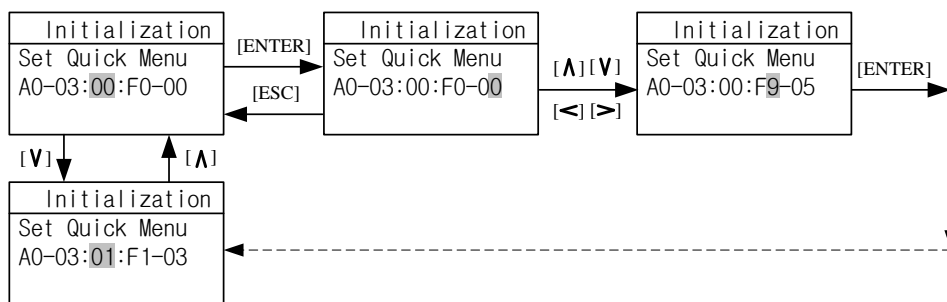 Initialization
Set Quick Menu
A0-03:00:F0-00
[ENTER]
[ESC]
Initialization
Set Quick Menu
A0-03:00:F0-00
[∧] [∨]
[<] [>]
Initialization
Set Quick Menu
A0-03:00:F9-05
[ENTER]
[∨]
[∧]
Initialization
Set Quick Menu
A0-03:01:F1-03